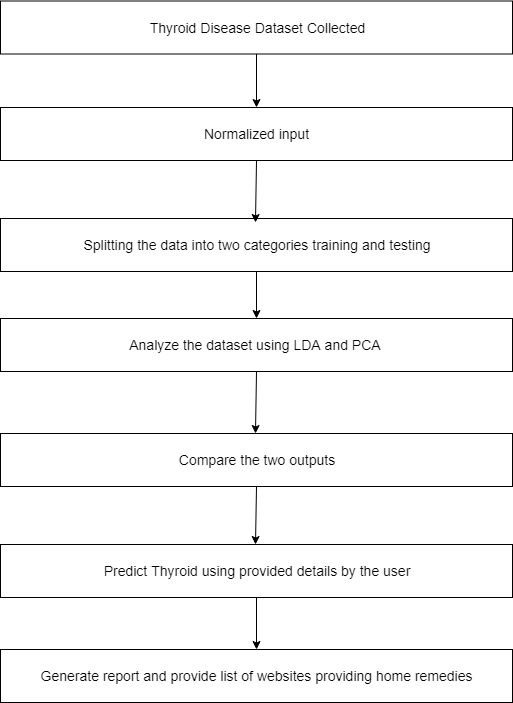 Thyroid Disease Dataset Collected
Normalized input
Splitting the data into two categories training and testing
Analyze the dataset using LDA and PCA
Compare the two outputs
Predict Thyroid using provided details by the user
Generate report and provide list of websites providing home remedies